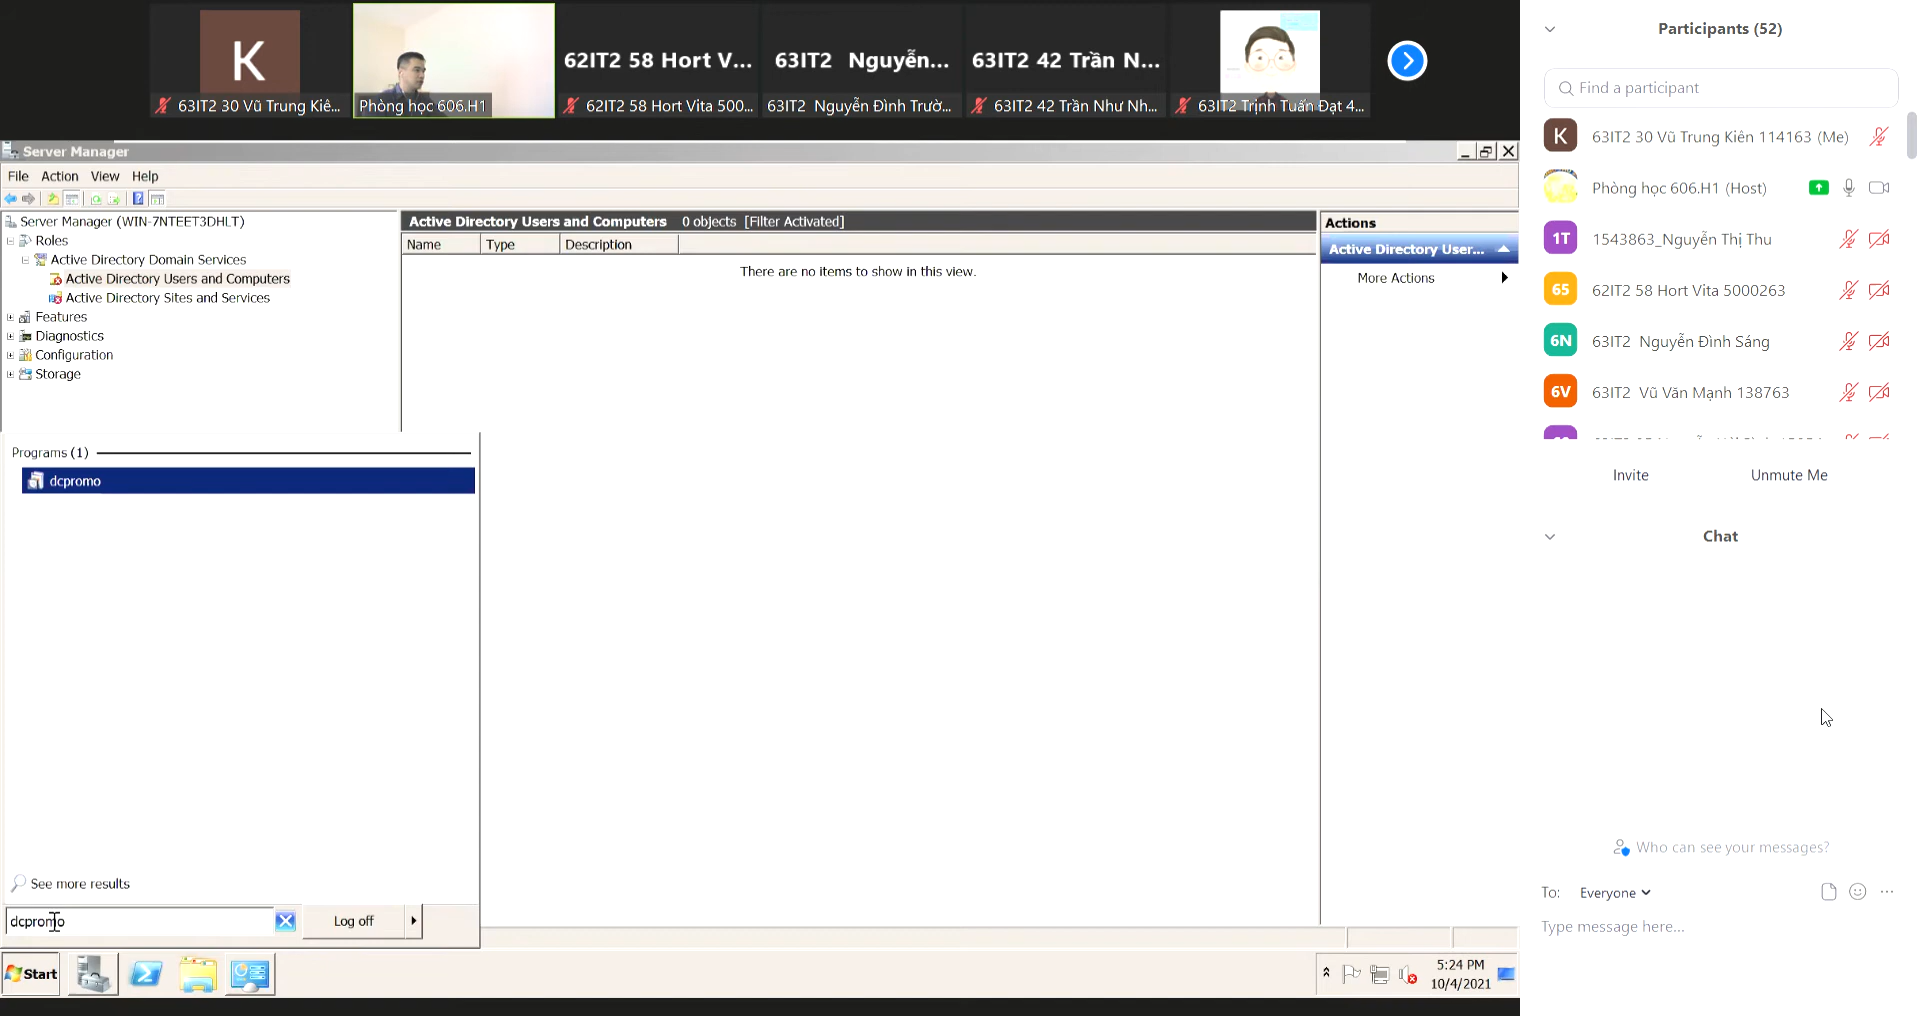 K
62IT2 58 Hort V...
63IT2 Nguyễn...
63IT2 42 Trần N...
63IT2 30 Vũ Trung Kiê...
Phòng học 606.H1
62IT2 58 Hort Vita 500...
63IT2 Nguyễn Đình Trườ...
63IT2 42 Trần Như Nh...
63IT2 Trịnh Tuấn Đạt 4...
Server Manager
File Action View Help
Server Manager (WIN-7NTEET3DHLT)
Roles
Active Directory Domain Services
Active Directory Users and Computers
Active Directory Sites and Services
Features
Diagnostics
Configuration
Storage
Active Directory Users and Computers 0 objects [Filter Activated]
Name Type Description
There are no items to show in this view.
Actions
Active Directory User...
More Actions
Programs (1)
dcpromo
See more results
dcpromo
Log off
Start
5:24 PM
10/4/2021
Participants (52)
Find a participant
K 63IT2 30 Vũ Trung Kiên 114163 (Me)
Phòng học 606.H1 (Host)
1T 1543863_Nguyễn Thị Thu
65 62IT2 58 Hort Vita 5000263
6N 63IT2 Nguyễn Đình Sáng
6V 63IT2 Vũ Văn Mạnh 138763
Invite Unmute Me
Chat
Who can see your messages?
To: Everyone
Type message here...